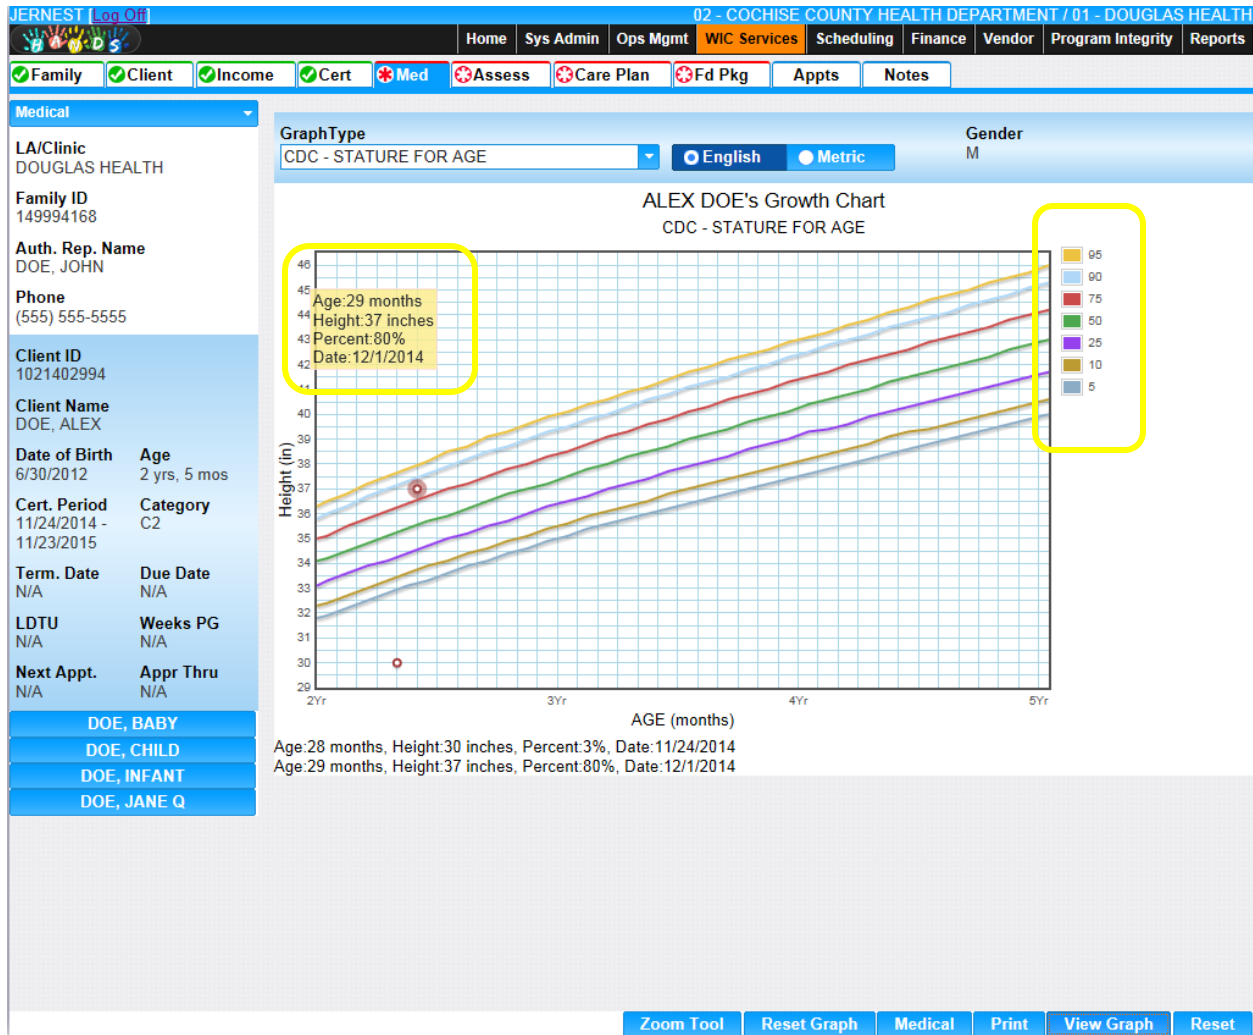 JERNEST [Log Off] 02 - COCHISE COUNTY HEALTH DEPARTMENT / 01 - DOUGLAS HEALTH
HANDS Home Sys Admin Ops Mgmt WIC Services Scheduling Finance Vendor Program Integrity Reports
Family Client Income Cert Med Assess Care Plan Fd Pkg Appts Notes
Medical
LA/Clinic
DOUGLAS HEALTH
Family ID
149994168
Auth. Rep. Name
DOE, JOHN
Phone
(555) 555-5555
Client ID
1021402994
Client Name
DOE, ALEX
Date of Birth Age
6/30/2012 2 yrs, 5 mos
Cert. Period Category
11/24/2014 - C2
11/23/2015
Term. Date Due Date
N/A N/A
LDTU Weeks PG
N/A N/A
Next Appt. Appr Thru
N/A N/A
DOE, BABY
DOE, CHILD
DOE, INFANT
DOE, JANE Q
GraphType Gender
CDC - STATURE FOR AGE English Metric M
ALEX DOE's Growth Chart
CDC - STATURE FOR AGE
Age:29 months
Height:37 inches
Percent:80%
Date:12/1/2014
Height (in)
46
45
44
43
42
41
40
39
38
37
36
35
34
33
32
31
30
29
2Yr 3Yr 4Yr 5Yr
AGE (months)
95
90
75
50
25
10
5
Age:28 months, Height:30 inches, Percent:3%, Date:11/24/2014
Age:29 months, Height:37 inches, Percent:80%, Date:12/1/2014
Zoom Tool Reset Graph Medical Print View Graph Reset